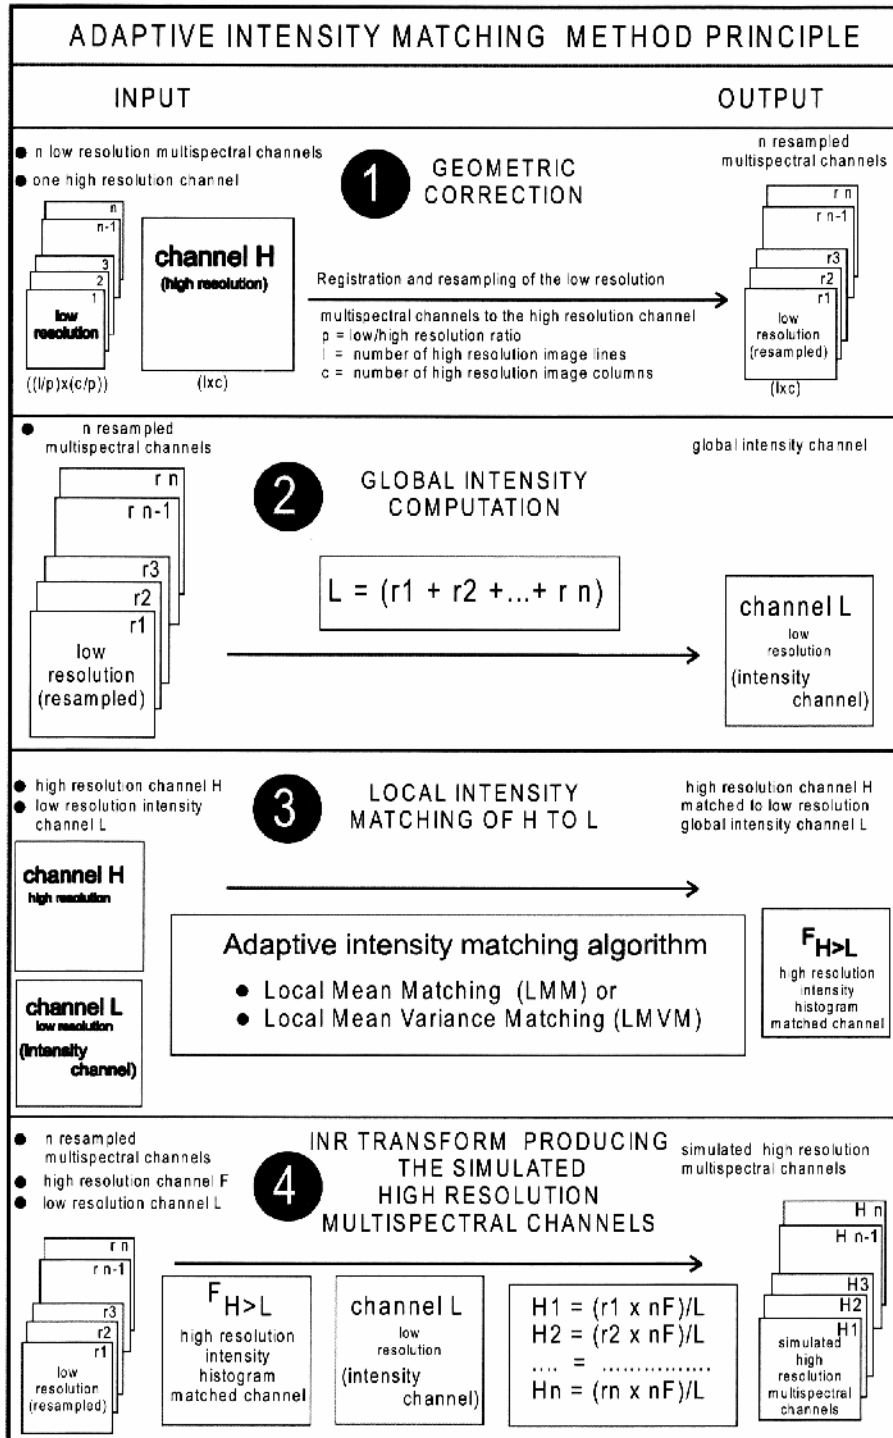 ADAPTIVE INTENSITY MATCHING METHOD PRINCIPLE
INPUT
OUTPUT
● n low resolution multispectral channels
● one high resolution channel
n
n-1
3
2
1
low
resolution
((l/p)x(c/p))
channel H
(high resolution)
(lxc)
1
GEOMETRIC
CORRECTION
Registration and resampling of the low resolution
multispectral channels to the high resolution channel
p = low/high resolution ratio
l = number of high resolution image lines
c = number of high resolution image columns
n resampled
multispectral channels
r n
r n-1
r3
r2
r1
low
resolution
(resampled)
(lxc)
● n resampled
multispectral channels
r n
r n-1
r3
r2
r1
low
resolution
(resampled)
2
GLOBAL INTENSITY
COMPUTATION
L = (r1 + r2 +...+ r n)
global intensity channel
channel L
low
resolution
(intensity
channel)
● high resolution channel H
● low resolution intensity
channel L
channel H
high resolution
channel L
low resolution
(intensity
channel)
3
LOCAL INTENSITY
MATCHING OF H TO L
Adaptive intensity matching algorithm
● Local Mean Matching (LMM) or
● Local Mean Variance Matching (LMVM)
high resolution channel H
matched to low resolution
global intensity channel L
F H>L
high resolution
intensity
histogram
matched channel
● n resampled
multispectral channels
● high resolution channel F
● low resolution channel L
4
INR TRANSFORM PRODUCING
THE SIMULATED
HIGH RESOLUTION
MULTISPECTRAL CHANNELS
r n
r n-1
r3
r2
r1
low
resolution
(resampled)
F H>L
high resolution
intensity
histogram
matched channel
channel L
low
resolution
(intensity
channel)
H1 = (r1 x nF)/L
H2 = (r2 x nF)/L
.... = ................
Hn = (rn x nF)/L
simulated high resolution
multispectral channels
H n
H n-1
H3
H2
H1
simulated
high
resolution
multispectral
channels